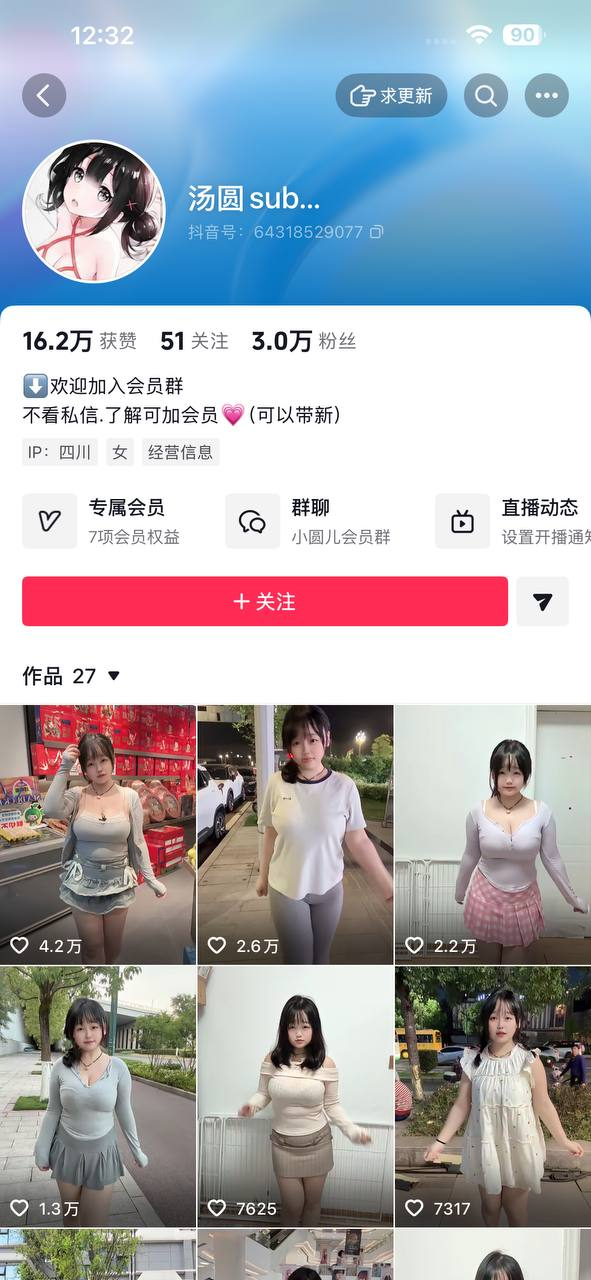 12:32
90
求更新
汤圆sub...
抖音号：64318529077
16.2万 获赞 51 关注 3.0万 粉丝
⬇️欢迎加入会员群
不看私信.了解可加会员💗(可以带新)
IP：四川 女 经营信息
专属会员 群聊 直播动态
7项会员权益 小圆儿会员群 设置开播通
关注
作品 27
4.2万 2.6万 2.2万
1.3万 7625 7317